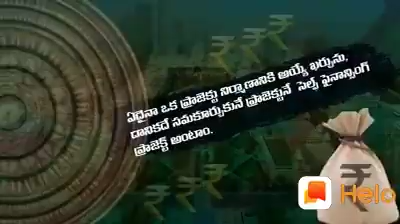 ఏదైనా ఒక ప్రాజెక్టు నిర్మాణానికి అయ్యే ఖర్చును,
దానికదే సమకూర్చుకునే ప్రాజెక్టునే సెల్ఫ్ ఫైనాన్సింగ్
ప్రాజెక్ట్ అంటాం.
Helo